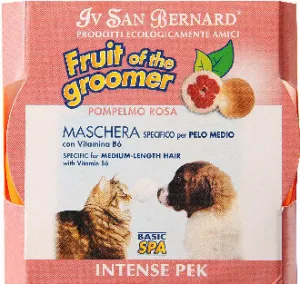 IV SAN BERNARD
PRODOTTI ECOLOGICAMENTE AMICI
Fruit of the
groomer
POMPELMO ROSA
MASCHERA SPECIFICO per PELO MEDIO
con Vitamina B6
SPECIFIC for MEDIUM-LENGTH HAIR
with Vitamin B6
BASIC
SPA
INTENSE PEK